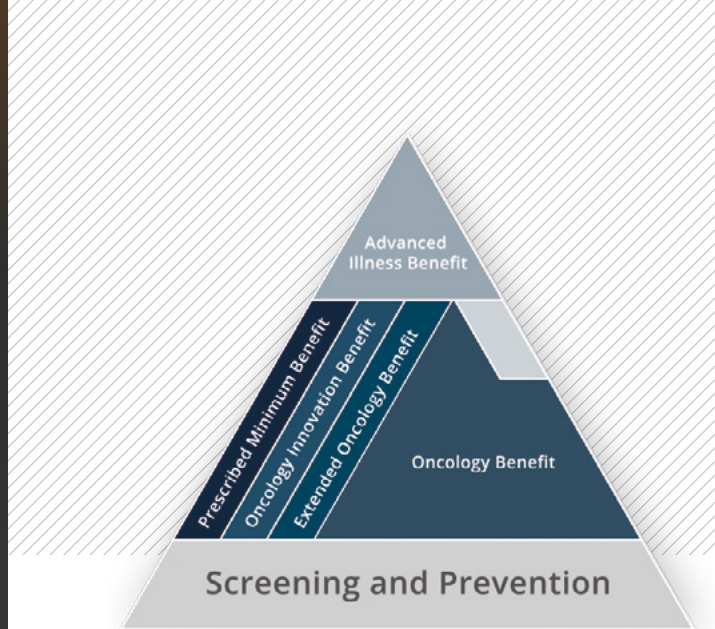 Advanced
Illness Benefit
Prescribed Minimum Benefit
Oncology Innovation Benefit
Extended Oncology Benefit
Oncology Benefit
Screening and Prevention